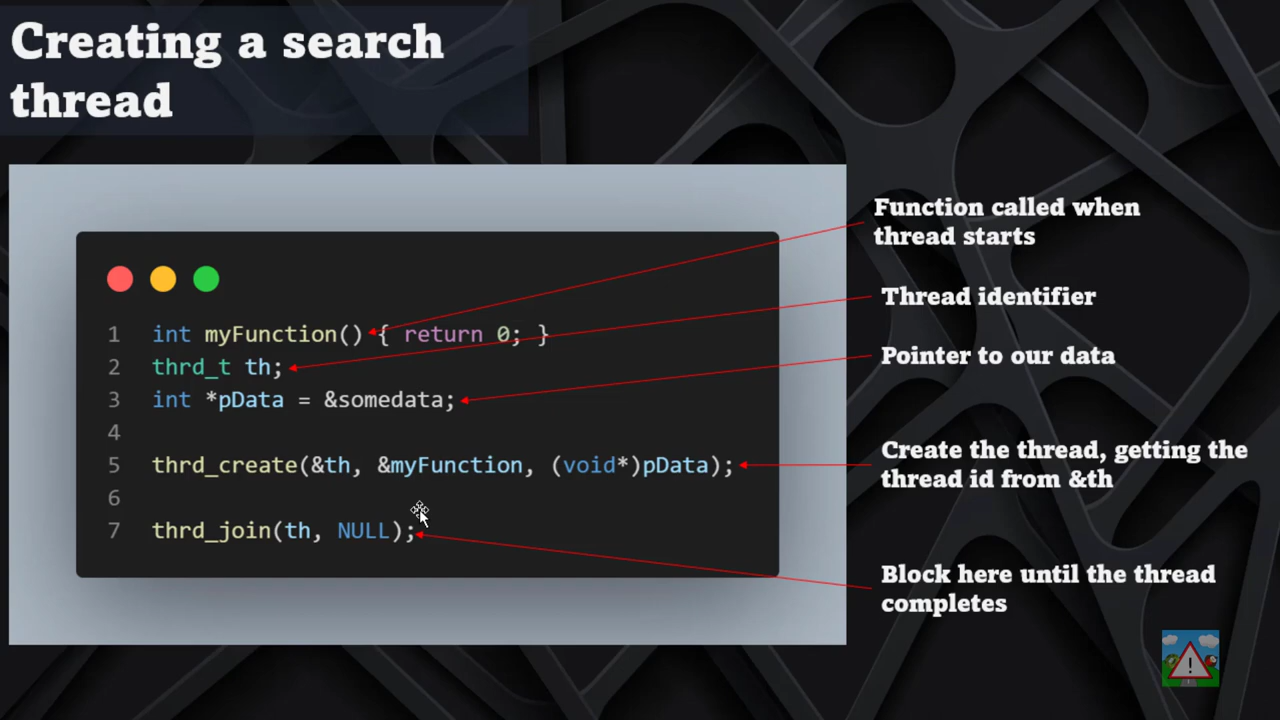 Creating a search
thread
1 int myFunction() { return 0; }
2 thrd_t th;
3 int *pData = &somedata;
4
5 thrd_create(&th, &myFunction, (void*)pData);
6
7 thrd_join(th, NULL);
Function called when
thread starts
Thread identifier
Pointer to our data
Create the thread, getting the
thread id from &th
Block here until the thread
completes